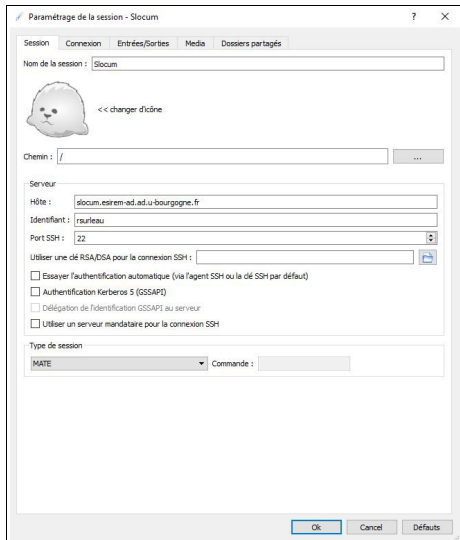 Paramétrage de la session - Slocum
Session Connexion Entrées/Sorties Media Dossiers partagés
Nom de la session : Slocum
<< changer d'icône
Chemin : / ...
Serveur
Hôte : slocum.esirem-ad.ad.u-bourgogne.fr
Identifiant : rsurleau
Port SSH : 22
Utiliser une clé RSA/DSA pour la connexion SSH :
Essayer l'authentification automatique (via l'agent SSH ou la clé SSH par défaut)
Authentification Kerberos 5 (GSSAPI)
Délégation de l'identification GSSAPI au serveur
Utiliser un serveur mandataire pour la connexion SSH
Type de session
MATE Commande :
Ok Cancel Défauts